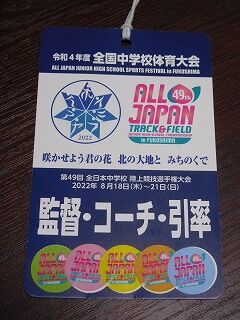 令和4年度 全国中学校体育大会
ALL JAPAN JUNIOR HIGH SCHOOL SPORTS FESTIVAL in FUKUSHIMA
2022
49th
ALL
JAPAN
TRACK&FIELD
JUNIOR HIGH SCHOOL CHAMPIONSHIP
in FUKUSHIMA
咲かせよう君の花 北の大地と みちのくで
第49回 全日本中学校 陸上競技選手権大会
2022年 8月18日(木)~21日(日)
監督・コーチ・引率